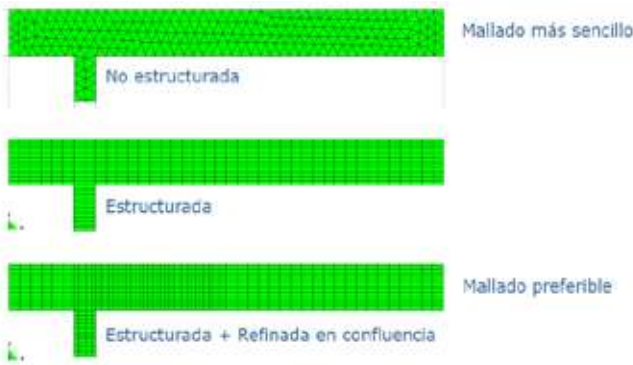 Mallado más sencillo
No estructurada
Estructurada
Mallado preferible
Estructurada + Refinada en confluencia